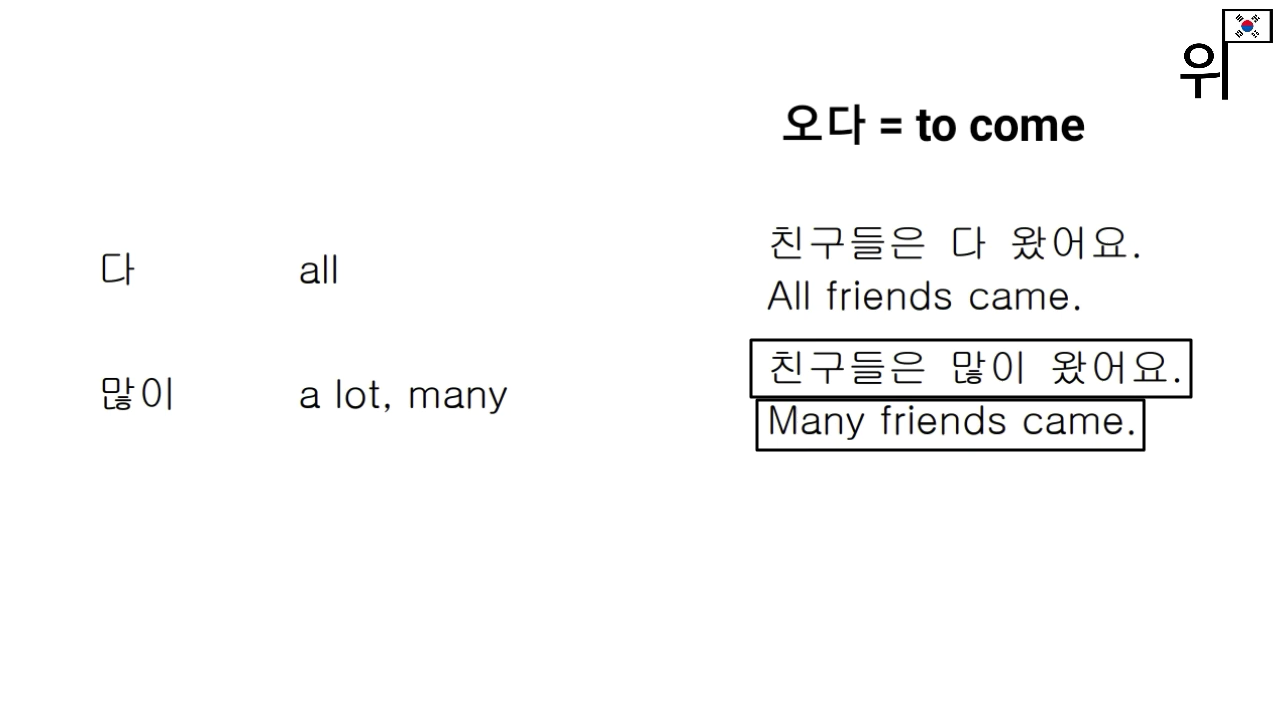 위
오다 = to come
다 all
많이 a lot, many
친구들은 다 왔어요.
All friends came.
친구들은 많이 왔어요.
Many friends came.